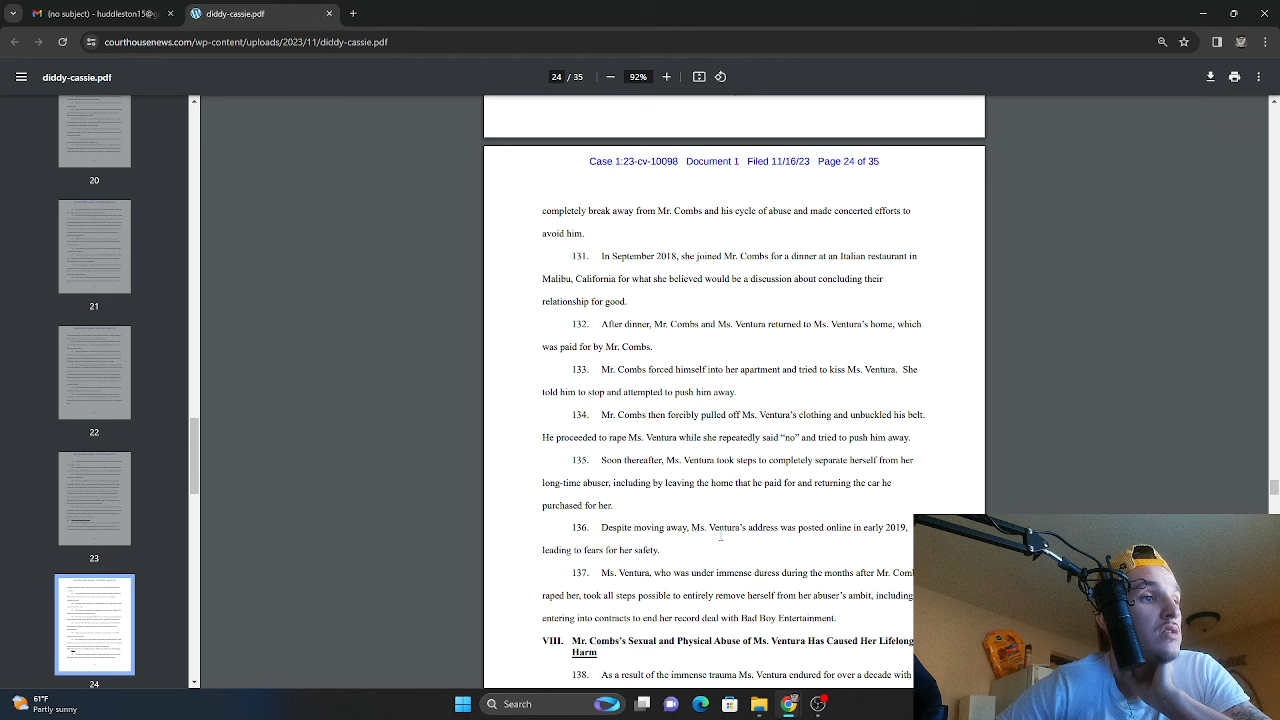 (no subject) - huddleston15@g
diddy-cassie.pdf
courthousenews.com/wp-content/uploads/2023/11/diddy-cassie.pdf
diddy-cassie.pdf
24 / 35
92%
20
21
22
23
24
Case 1:23-cv-10098 Document 1 Filed 11/16/23 Page 24 of 35
completely break away from Mr. Combs and his cycle of abuse and made concerted efforts to
avoid him.
131. In September 2018, she joined Mr. Combs for a dinner at an Italian restaurant in
Malibu, California for what she believed would be a discussion about concluding their
relationship for good.
132. After dinner, Mr. Combs and Ms. Ventura returned to Ms. Ventura's home, which
was paid for by Mr. Combs.
133. Mr. Combs forced himself into her apartment and tried to kiss Ms. Ventura. She
told him to stop and attempted to push him away.
134. Mr. Combs then forcibly pulled off Ms. Ventura's clothing and unbuckled his belt.
He proceeded to rape Ms. Ventura while she repeatedly said “no” and tried to push him away.
135. Soon thereafter, Ms. Ventura took steps to completely separate herself from her
long-time abuser, including by leaving the home that he paid for and returning the car he
purchased for her.
136. Despite moving away, Ms. Ventura's address was posted online in early 2019,
leading to fears for her safety.
137. Ms. Ventura, who was under immense stress during the months after Mr. Comb
raped her, took all steps possible to entirely remove herself from her abuser's ambit, including
ending her opportunity to earn from her record deal with Bad Boy Entertainment.
Mr. Combs's Sexual and Physical Abuse of Ms. Ventura Has Caused Her Lifelong
Harm
138. As a result of the immense trauma Ms. Ventura endured for over a decade with
51°F
Partly sunny
Search